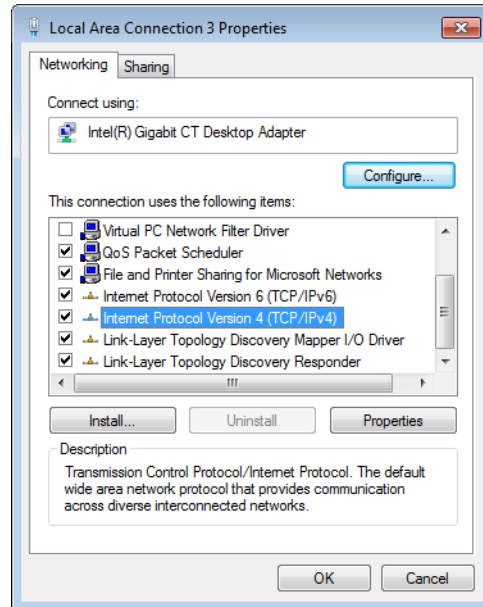 Local Area Connection 3 Properties
Networking
Sharing
Connect using:
Intel(R) Gigabit CT Desktop Adapter
Configure...
This connection uses the following items:
Virtual PC Network Filter Driver
QoS Packet Scheduler
File and Printer Sharing for Microsoft Networks
Internet Protocol Version 6 (TCP/IPv6)
Internet Protocol Version 4 (TCP/IPv4)
Link-Layer Topology Discovery Mapper I/O Driver
Link-Layer Topology Discovery Responder
Install...
Uninstall
Properties
Description
Transmission Control Protocol/Internet Protocol. The default
wide area network protocol that provides communication
across diverse interconnected networks.
OK
Cancel